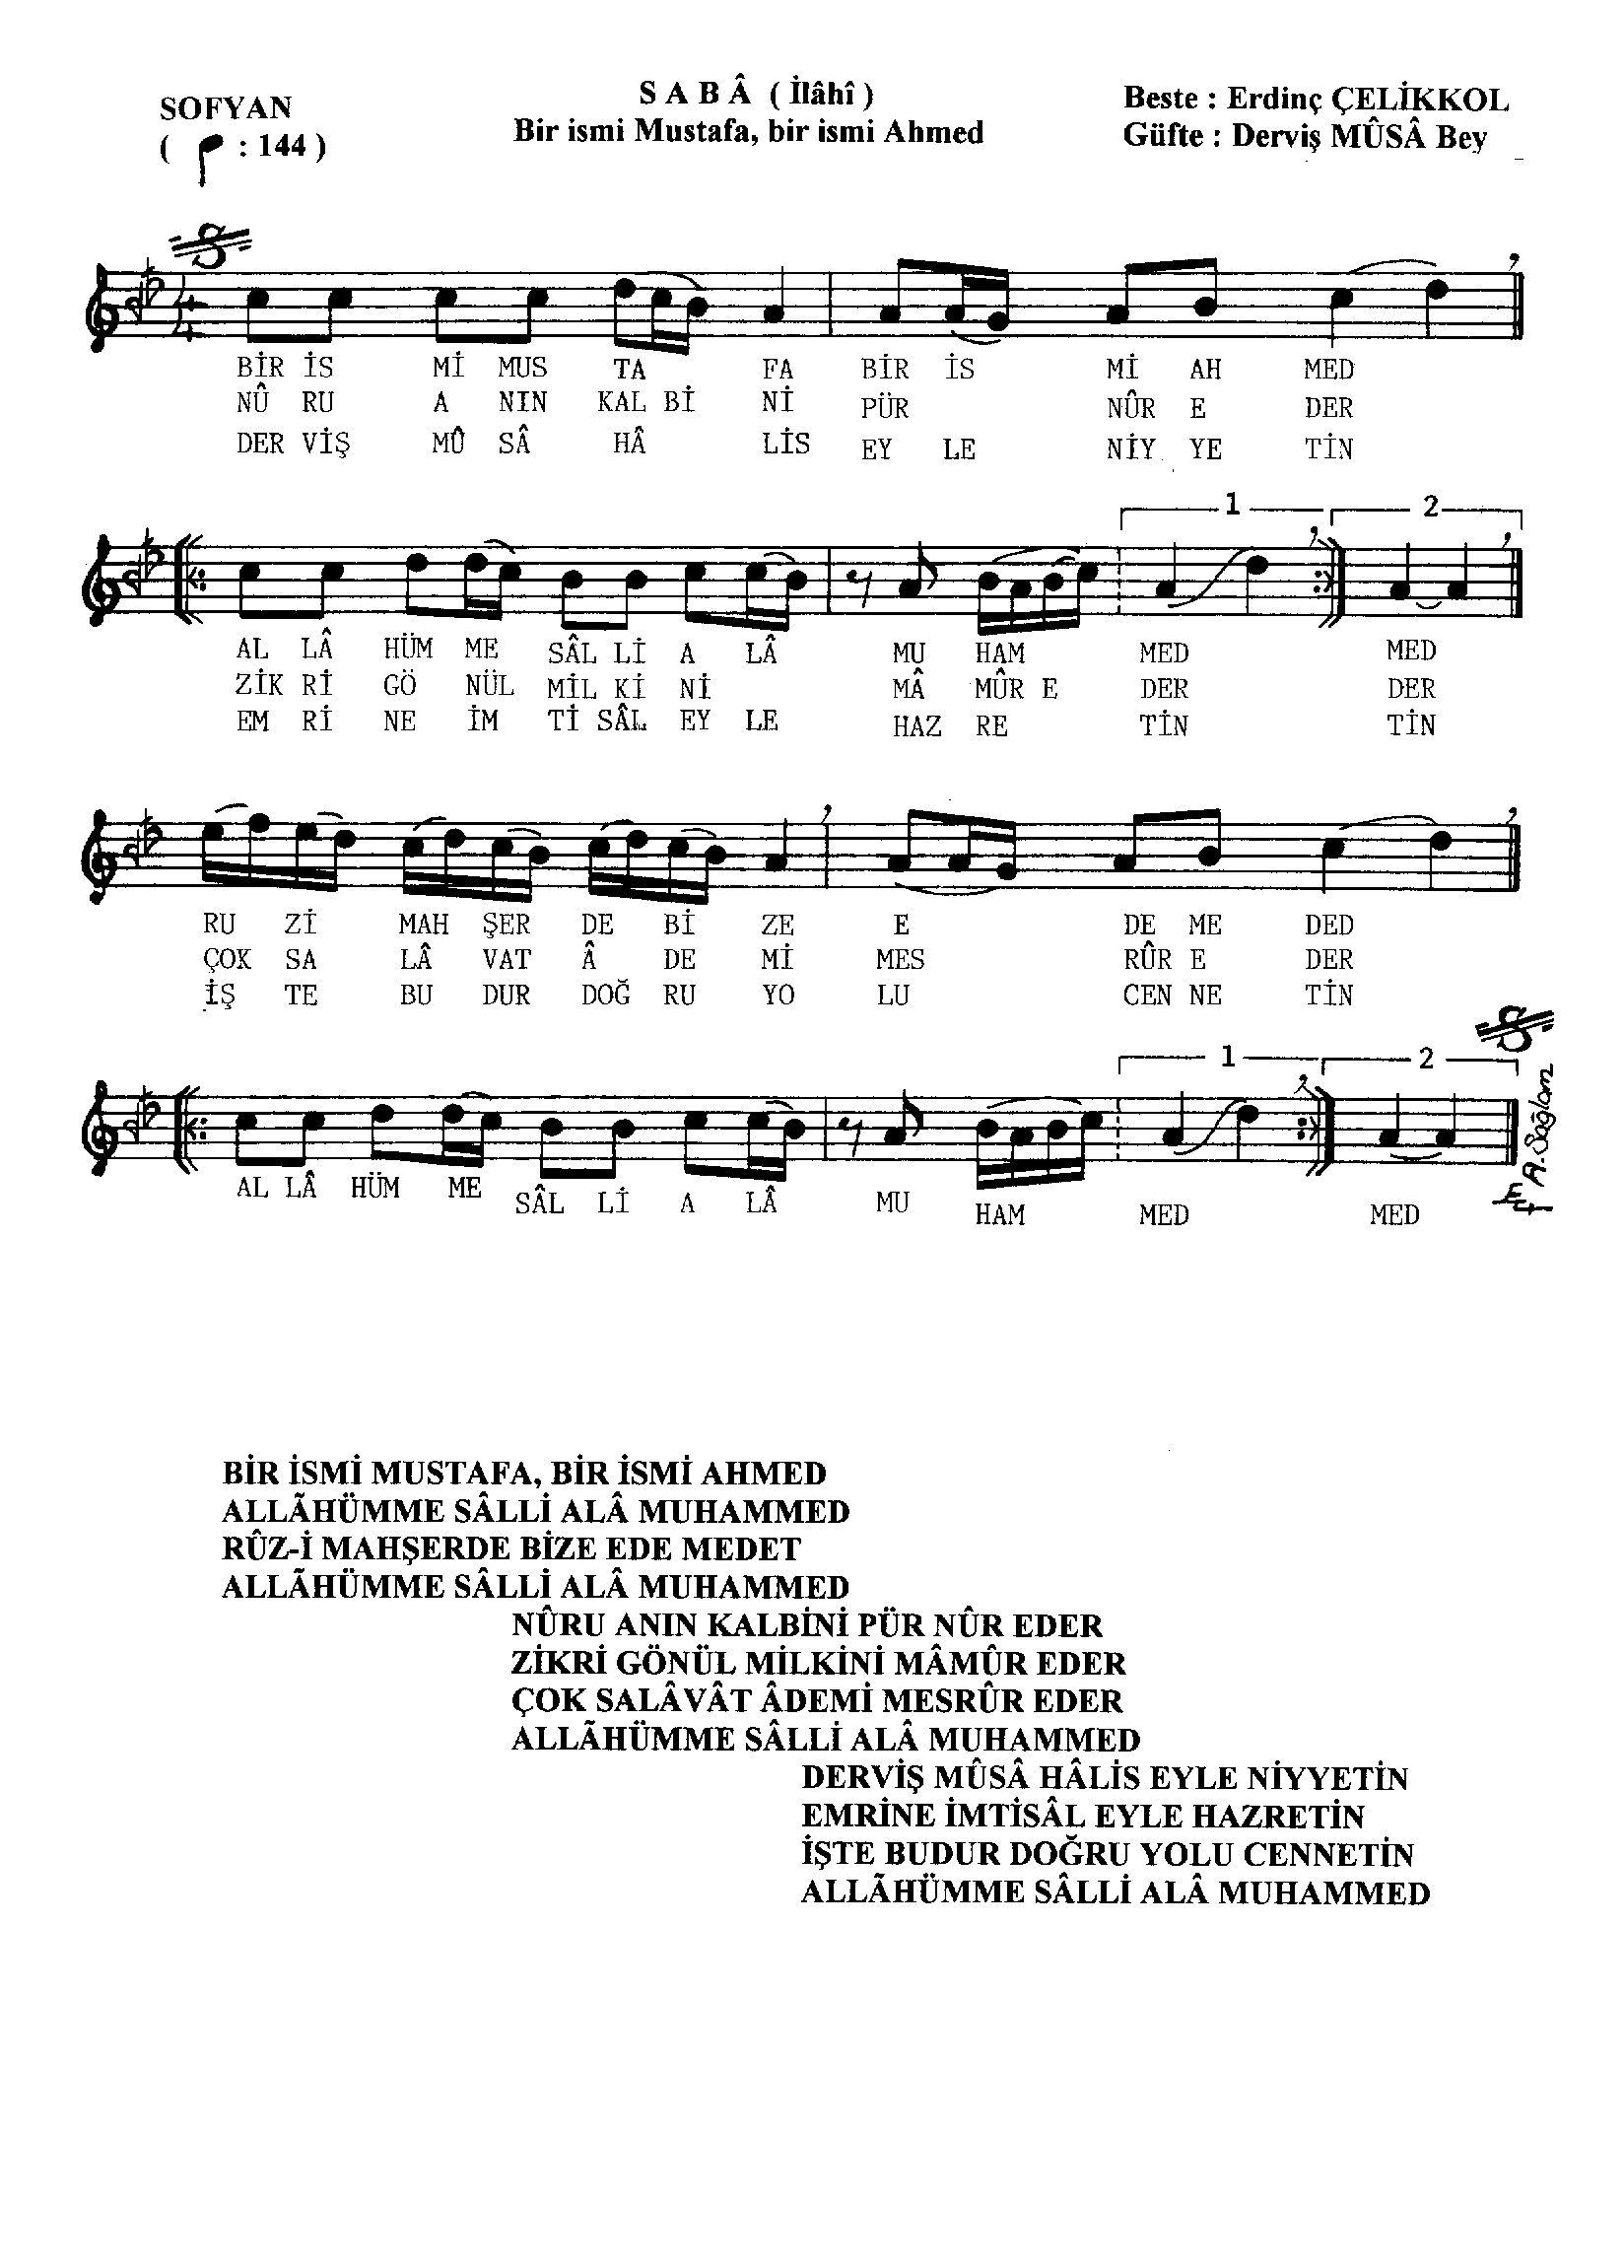 SOFYAN
( : 144 )
S A B Â ( İlâhî )
Bir ismi Mustafa, bir ismi Ahmed
Beste : Erdinç ÇELİKKOL
Güfte : Derviş MÛSÂ Bey
4
4
BİR İS Mİ MUS TA FA BİR İS Mİ AH MED
NÛ RU A NIN KAL Bİ Nİ PÜR NÛR E DER
DER VİŞ MÛ SÂ HÂ LİS EY LE NİY YE TİN
1 2
AL LÂ HÜM ME SÂL Lİ A LÂ MU HAM MED MED
ZİK Rİ GÖ NÜL MİL Kİ Nİ MÂ MÛR E DER DER
EM Rİ NE İM Tİ SÂL EY LE HAZ RE TİN TİN
RU Zİ MAH ŞER DE Bİ ZE E DE ME DED
ÇOK SA LÂ VAT Â DE Mİ MES RÛR E DER
İŞ TE BU DUR DOĞ RU YO LU CEN NE TİN
1 2
AL LÂ HÜM ME SÂL Lİ A LÂ MU HAM MED MED
A. Sağlam
BİR İSMİ MUSTAFA, BİR İSMİ AHMED
ALLÃHÜMME SÂLLİ ALÂ MUHAMMED
RÛZ-İ MAHŞERDE BİZE EDE MEDET
ALLÃHÜMME SÂLLİ ALÂ MUHAMMED
NÛRU ANIN KALBİNİ PÜR NÛR EDER
ZİKRİ GÖNÜL MİLKİNİ MÂMÛR EDER
ÇOK SALÂVÂT ÂDEMİ MESRÛR EDER
ALLÃHÜMME SÂLLİ ALÂ MUHAMMED
DERVİŞ MÛSÂ HÂLİS EYLE NİYYETİN
EMRİNE İMTİSÂL EYLE HAZRETİN
İŞTE BUDUR DOĞRU YOLU CENNETİN
ALLÃHÜMME SÂLLİ ALÂ MUHAMMED